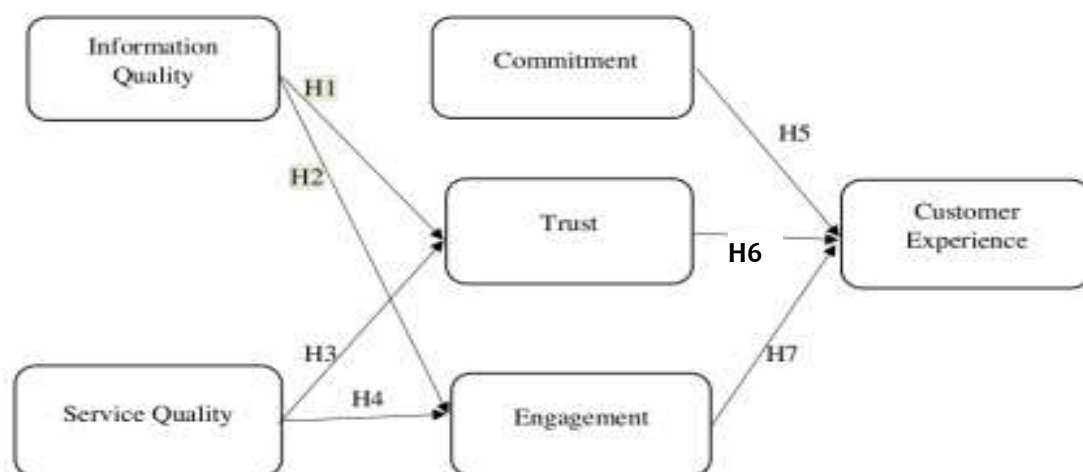 Information
Quality
Commitment
H1
H5
H2
Trust
Customer
Experience
H6
H3
H7
H4
Service Quality
Engagement